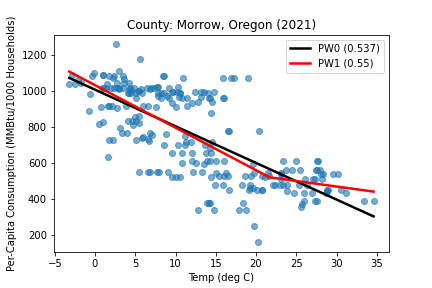 County: Morrow, Oregon (2021)
Per-Capita Consumption (MMBtu/1000 Households)
1200
1000
800
600
400
200
PW0 (0.537)
PW1 (0.55)
−5 0 5 10 15 20 25 30 35
Temp (deg C)